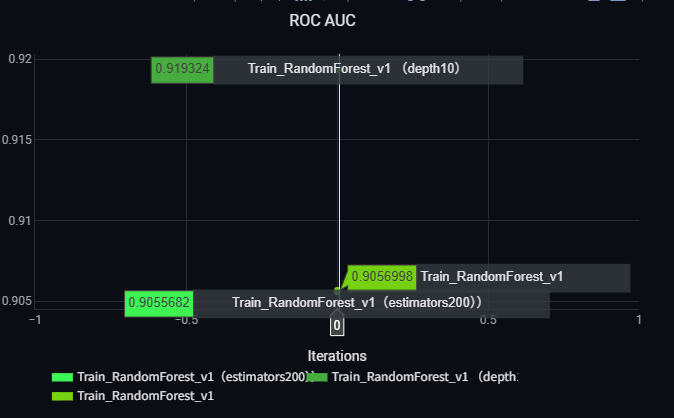 ROC AUC
0.92
0.919324 Train_RandomForest_v1 （depth10）
0.915
0.91
0.9056998 Train_RandomForest_v1
0.905
0.9055682 Train_RandomForest_v1（estimators200)）
−1 −0.5 0 0.5 1
Iterations
Train_RandomForest_v1（estimators200)） Train_RandomForest_v1 （depth
Train_RandomForest_v1